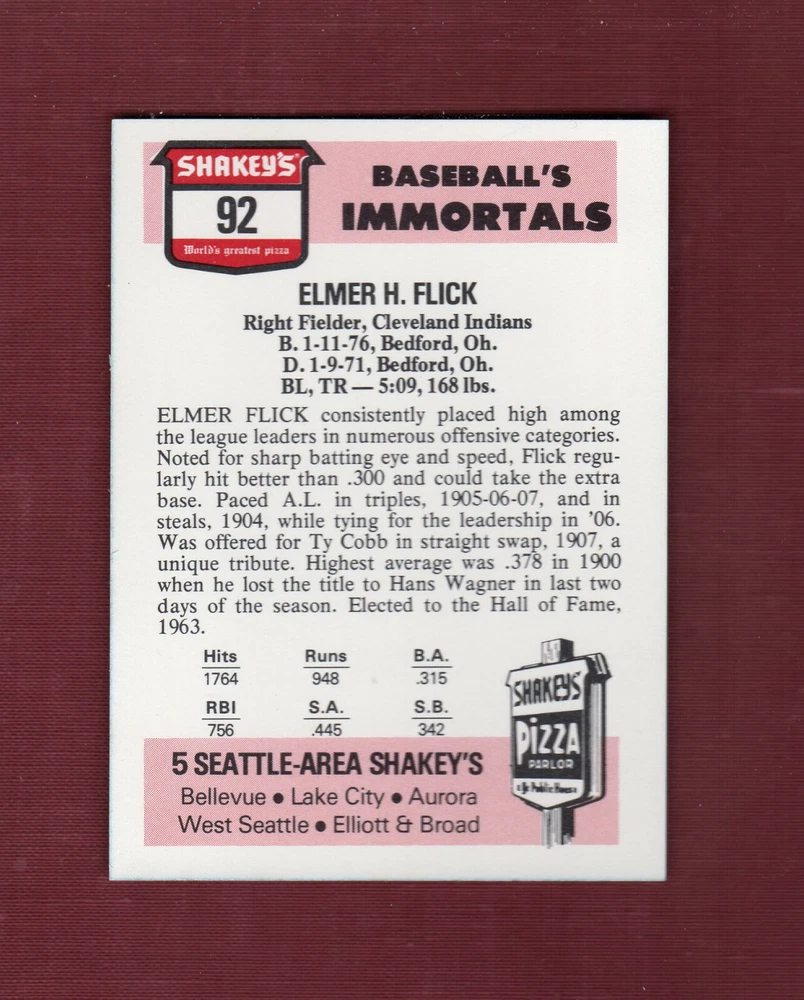 SHAKEY'S
92
World's greatest pizza
BASEBALL'S
IMMORTALS
ELMER H. FLICK
Right Fielder, Cleveland Indians
B. 1-11-76, Bedford, Oh.
D. 1-9-71, Bedford, Oh.
BL, TR — 5:09, 168 lbs.
ELMER FLICK consistently placed high among
the league leaders in numerous offensive categories.
Noted for sharp batting eye and speed, Flick regu-
larly hit better than .300 and could take the extra
base. Paced A.L. in triples, 1905-06-07, and in
steals, 1904, while tying for the leadership in '06.
Was offered for Ty Cobb in straight swap, 1907, a
unique tribute. Highest average was .378 in 1900
when he lost the title to Hans Wagner in last two
days of the season. Elected to the Hall of Fame,
1963.
Hits Runs B.A.
1764 948 .315
RBI S.A. S.B.
756 .445 342
SHAKEY'S
PIZZA
PARLOR
& Ye Public House
5 SEATTLE-AREA SHAKEY'S
Bellevue ● Lake City ● Aurora
West Seattle ● Elliott & Broad